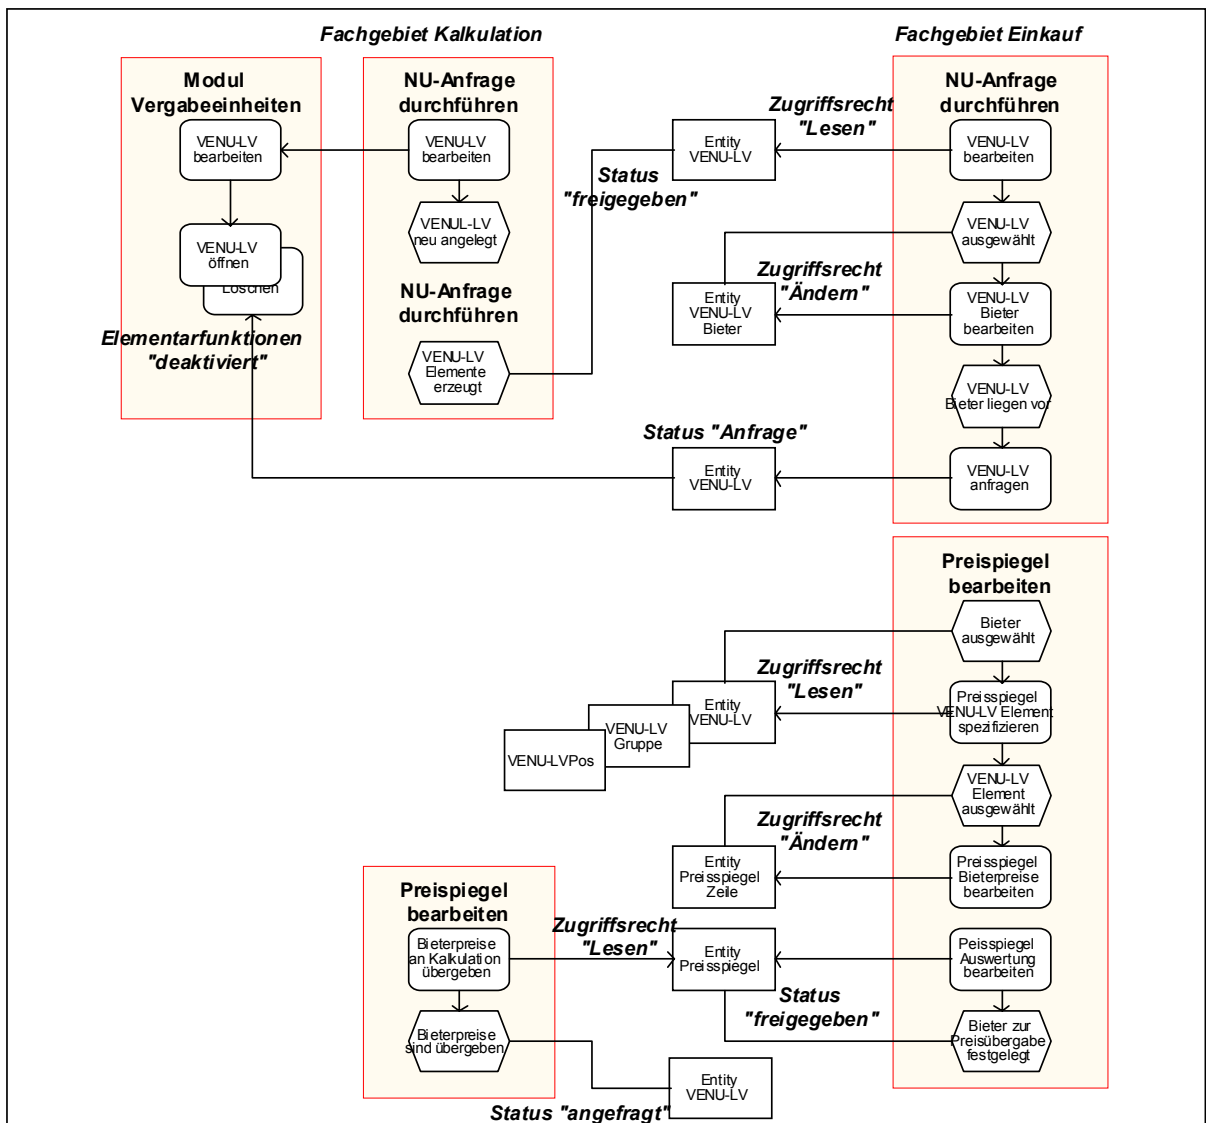 Fachgebiet Kalkulation
Fachgebiet Einkauf
Modul
Vergabeeinheiten
VENU-LV
bearbeiten
VENU-LV
öffnen
Löschen
Elementarfunktionen
"deaktiviert"
NU-Anfrage
durchführen
VENU-LV
bearbeiten
VENUL-LV
neu angelegt
NU-Anfrage
durchführen
VENU-LV
Elemente
erzeugt
Status
"freigegeben"
Entity
VENU-LV
Zugriffsrecht
"Lesen"
Entity
VENU-LV
Bieter
Zugriffsrecht
"Ändern"
Status "Anfrage"
Entity
VENU-LV
NU-Anfrage
durchführen
VENU-LV
bearbeiten
VENU-LV
ausgewählt
VENU-LV
Bieter
bearbeiten
VENU-LV
Bieter liegen vor
VENU-LV
anfragen
Preispiegel
bearbeiten
Bieter
ausgewählt
Preisspiegel
VENU-LV Element
spezifizieren
VENU-LV
Element
ausgewählt
Preisspiegel
Bieterpreise
bearbeiten
Peisspiegel
Auswertung
bearbeiten
Bieter zur
Preisübergabe
festgelegt
Zugriffsrecht
"Lesen"
Entity
VENU-LV
VENU-LV
Gruppe
VENU-LVPos
Zugriffsrecht
"Ändern"
Entity
Preisspiegel
Zeile
Preispiegel
bearbeiten
Bieterpreise
an Kalkulation
übergeben
Bieterpreise
sind übergeben
Zugriffsrecht
"Lesen"
Entity
Preisspiegel
Status
"freigegeben"
Entity
VENU-LV
Status "angefragt"